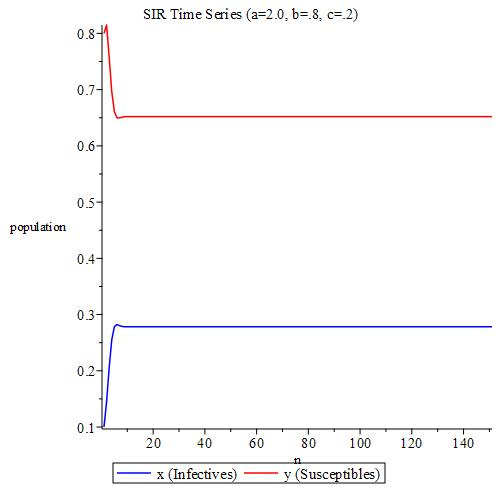 SIR Time Series (a=2.0, b=.8, c=.2)
0.8
0.7
0.6
0.5
population
0.4
0.3
0.2
0.1
20 40 60 80 100 120 140
n
x (Infectives) y (Susceptibles)